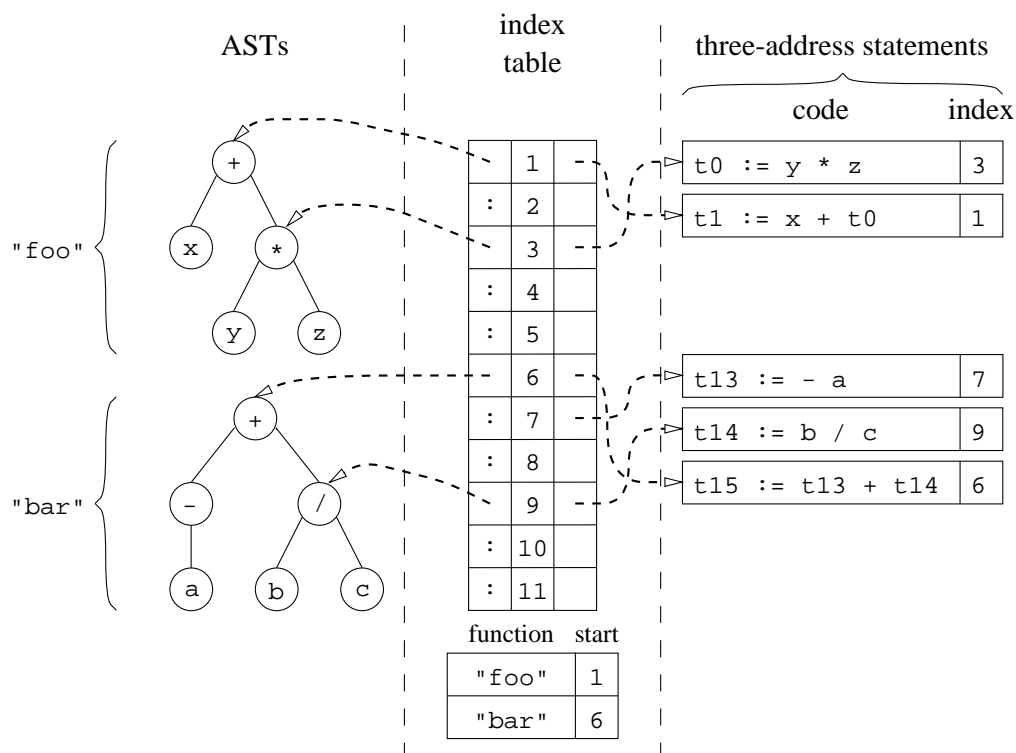 ASTs
index
table
three-address statements
code index
"foo"
+
x
*
y
z
"bar"
+
-
/
a
b
c
1
: 2
3
: 4
: 5
6
: 7
: 8
9
: 10
: 11
function start
"foo" 1
"bar" 6
t0 := y * z 3
t1 := x + t0 1
t13 := - a 7
t14 := b / c 9
t15 := t13 + t14 6